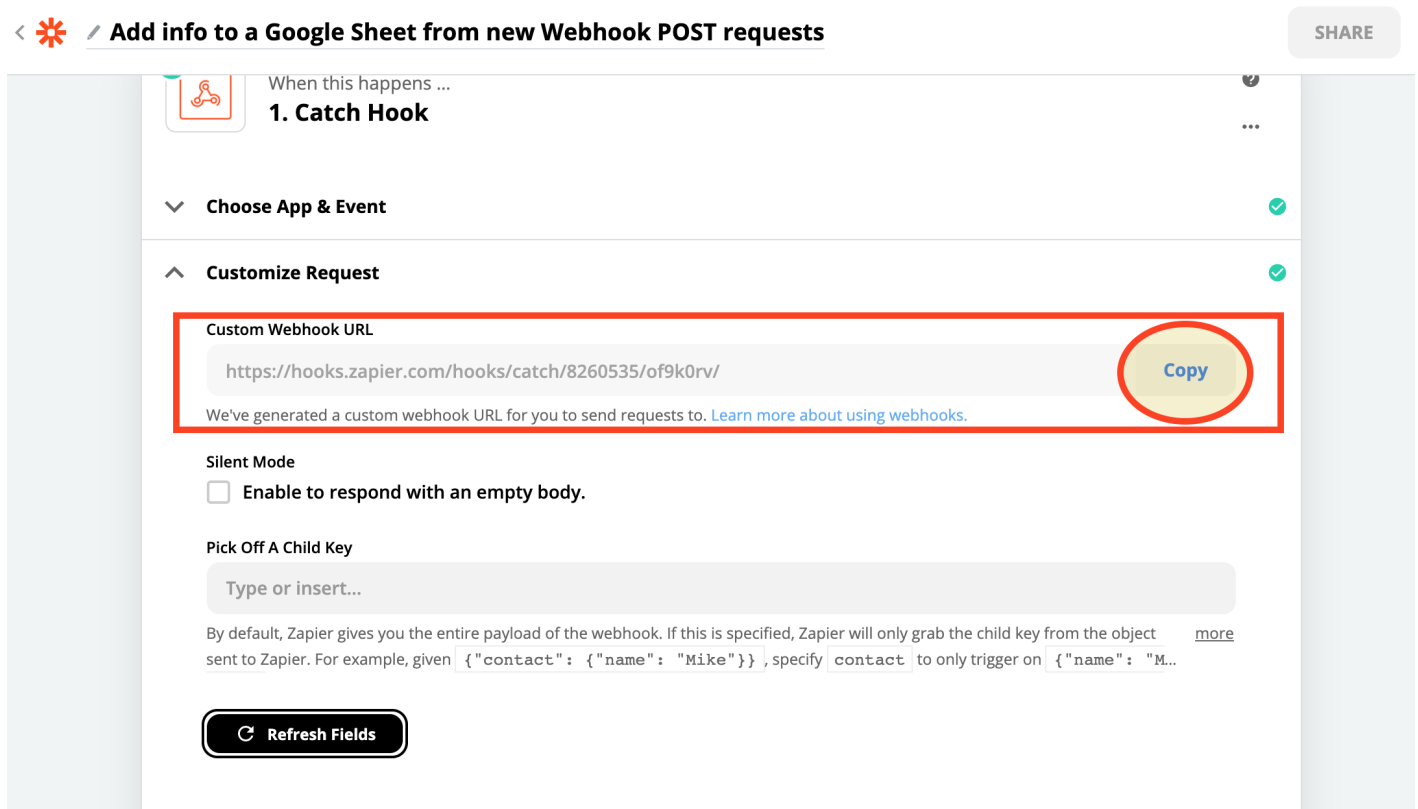 Add info to a Google Sheet from new Webhook POST requests
SHARE
When this happens ...
?
1. Catch Hook
Choose App & Event
Customize Request
Custom Webhook URL
https://hooks.zapier.com/hooks/catch/8260535/of9k0rv/
Copy
We've generated a custom webhook URL for you to send requests to. Learn more about using webhooks.
Silent Mode
Enable to respond with an empty body.
Pick Off A Child Key
Type or insert...
By default, Zapier gives you the entire payload of the webhook. If this is specified, Zapier will only grab the child key from the object more
sent to Zapier. For example, given {"contact": {"name": "Mike"}} , specify contact to only trigger on {"name": "M...
Refresh Fields